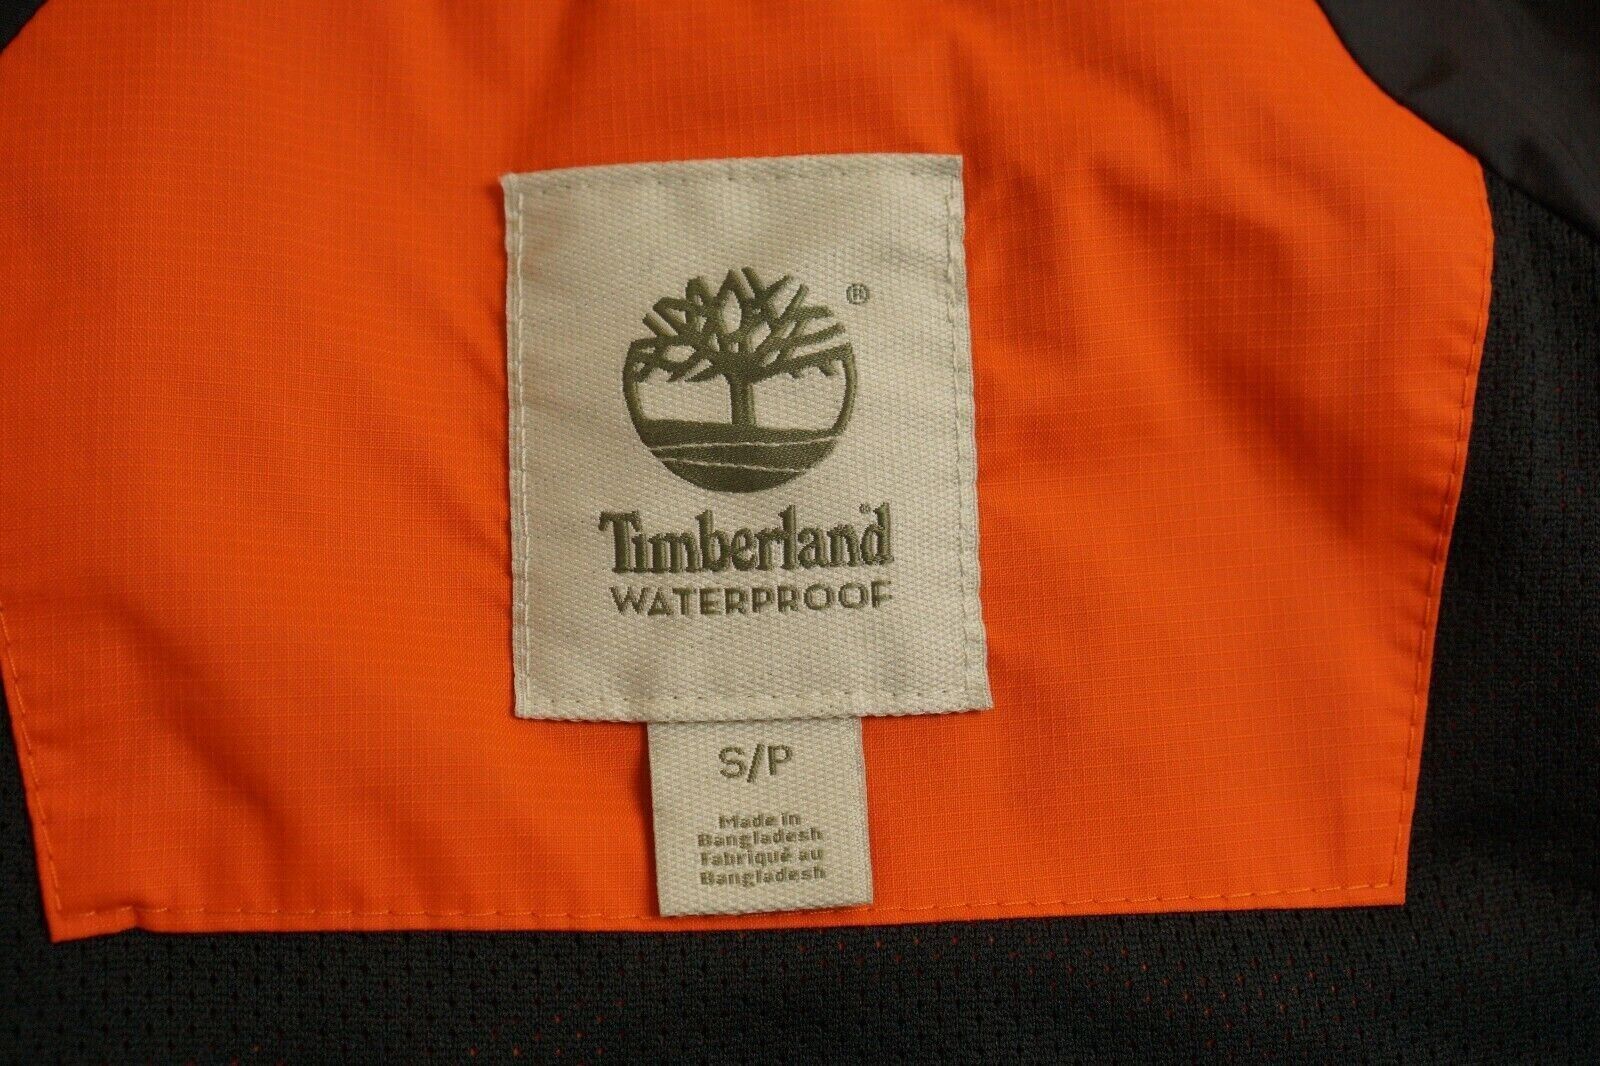 ®
Timberland
WATERPROOF
S/P
Made in
Bangladesh
Fabriqué au
Bangladesh